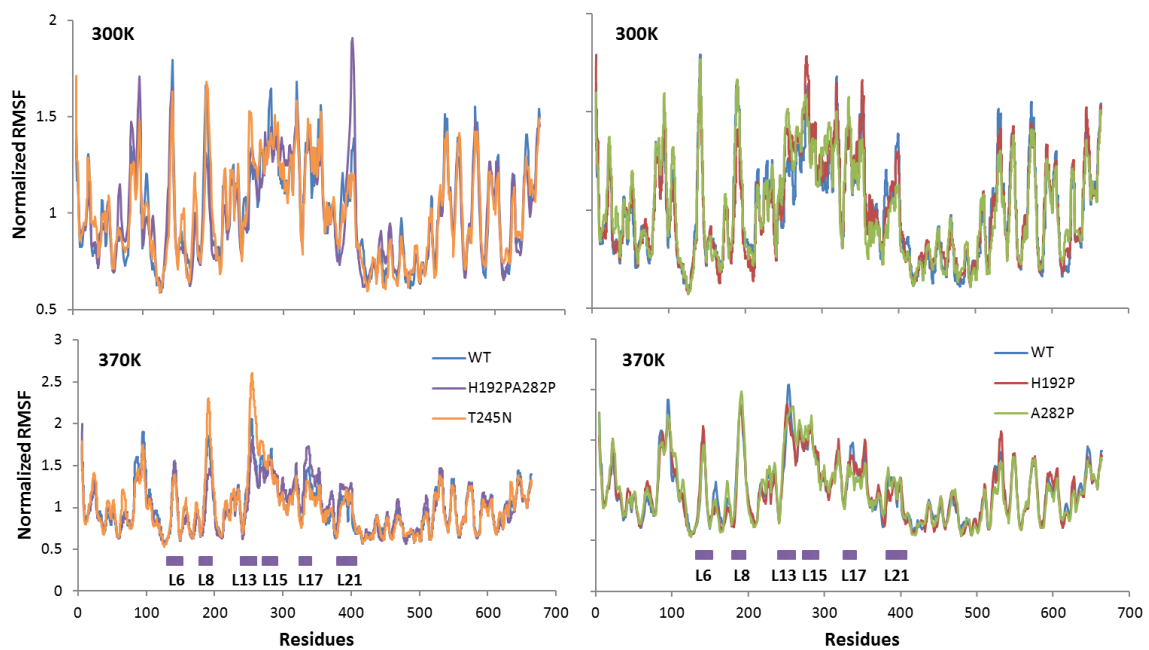 2
300K
1.5
1
0.5
Normalized RMSF
300K
3
370K
2.5
2
1.5
1
0.5
0
Normalized RMSF
WT
H192PA282P
T245N
L6 L8 L13 L15 L17 L21
0 100 200 300 400 500 600 700
Residues
370K
WT
H192P
A282P
L6 L8 L13 L15 L17 L21
0 100 200 300 400 500 600 700
Residues